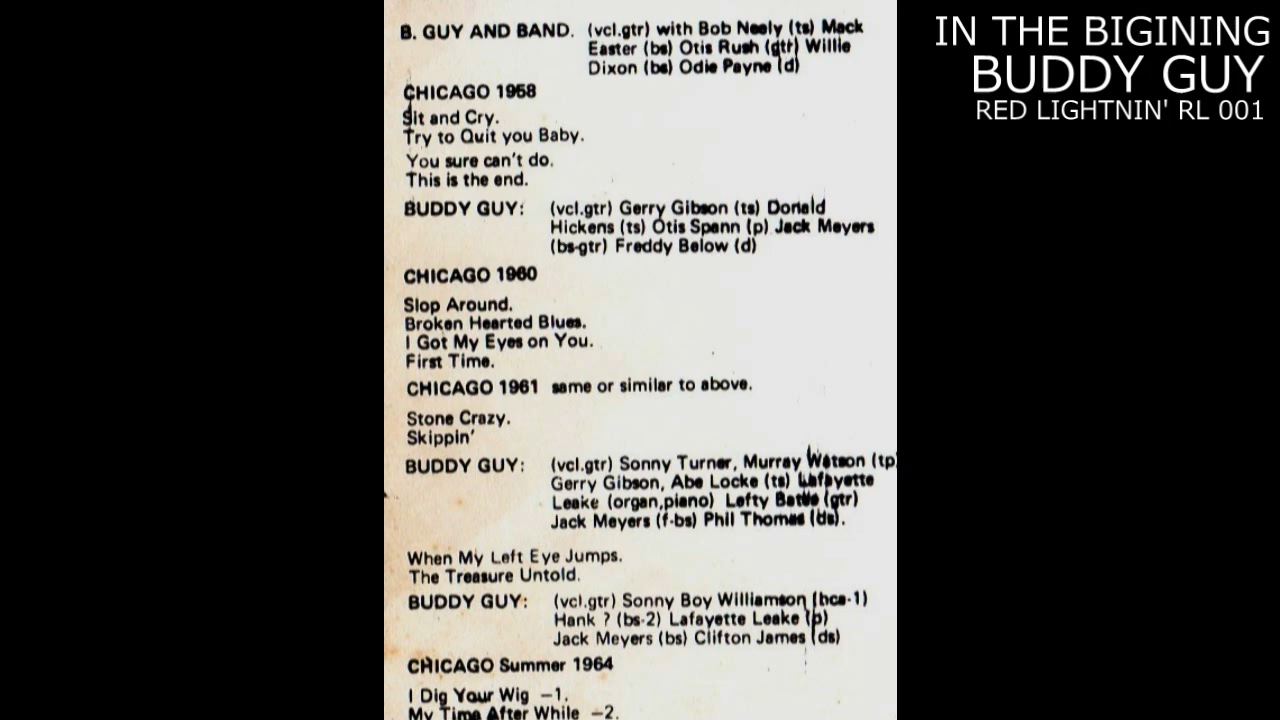 IN THE BIGINING
BUDDY GUY
RED LIGHTNIN' RL 001
B. GUY AND BAND. (vcl.gtr) with Bob Neely (ts) Mack
Easter (bs) Otis Rush (gtr) Willie
Dixon (bs) Odie Payne (d)
CHICAGO 1958
Sit and Cry.
Try to Quit you Baby.
You sure can't do.
This is the end.
BUDDY GUY: (vcl.gtr) Gerry Gibson (ts) Donald
Hickens (ts) Otis Spann (p) Jack Meyers
(bs-gtr) Freddy Below (d)
CHICAGO 1960
Slop Around.
Broken Hearted Blues.
I Got My Eyes on You.
First Time.
CHICAGO 1961 same or similar to above.
Stone Crazy.
Skippin'
BUDDY GUY: (vcl.gtr) Sonny Turner, Murray Watson (tp)
Gerry Gibson, Abe Locke (ts) Lafayette
Leake (organ,piano) Lefty Bates (gtr)
Jack Meyers (f-bs) Phil Thomas (ds).
When My Left Eye Jumps.
The Treasure Untold.
BUDDY GUY: (vcl.gtr) Sonny Boy Williamson (hca-1)
Hank ? (bs-2) Lafayette Leake (p)
Jack Meyers (bs) Clifton James (ds)
CHICAGO Summer 1964
I Dig Your Wig –1.
My Time After While –2.